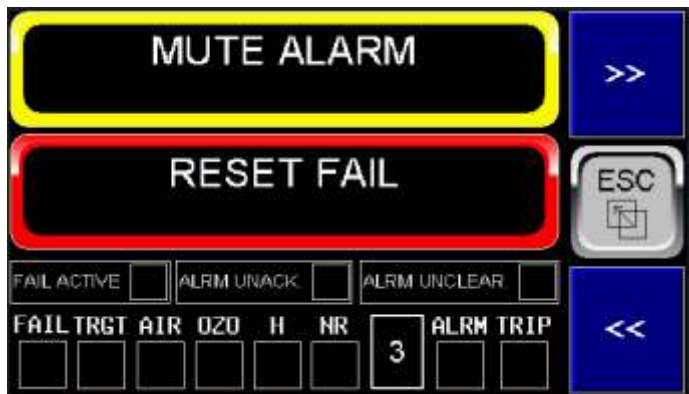 MUTE ALARM
>>
RESET FAIL
ESC
FAIL ACTIVE ALRM UNACK. ALRM UNCLEAR.
FAIL TRGT AIR OZO H NR 3 ALRM TRIP
<<